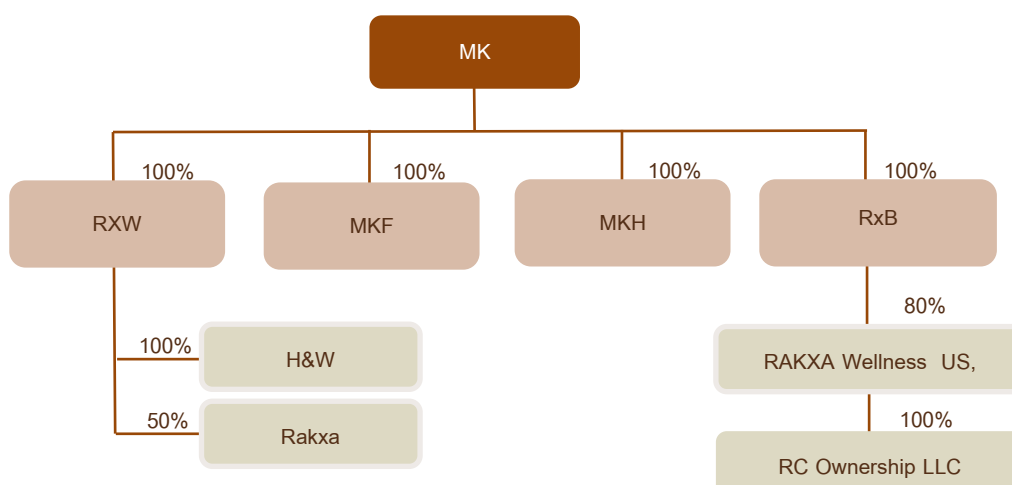 MK
100%
100%
100%
100%
RXW
MKF
MKH
RxB
80%
100%
H&W
RAKXA Wellness US,
50%
Rakxa
100%
RC Ownership LLC